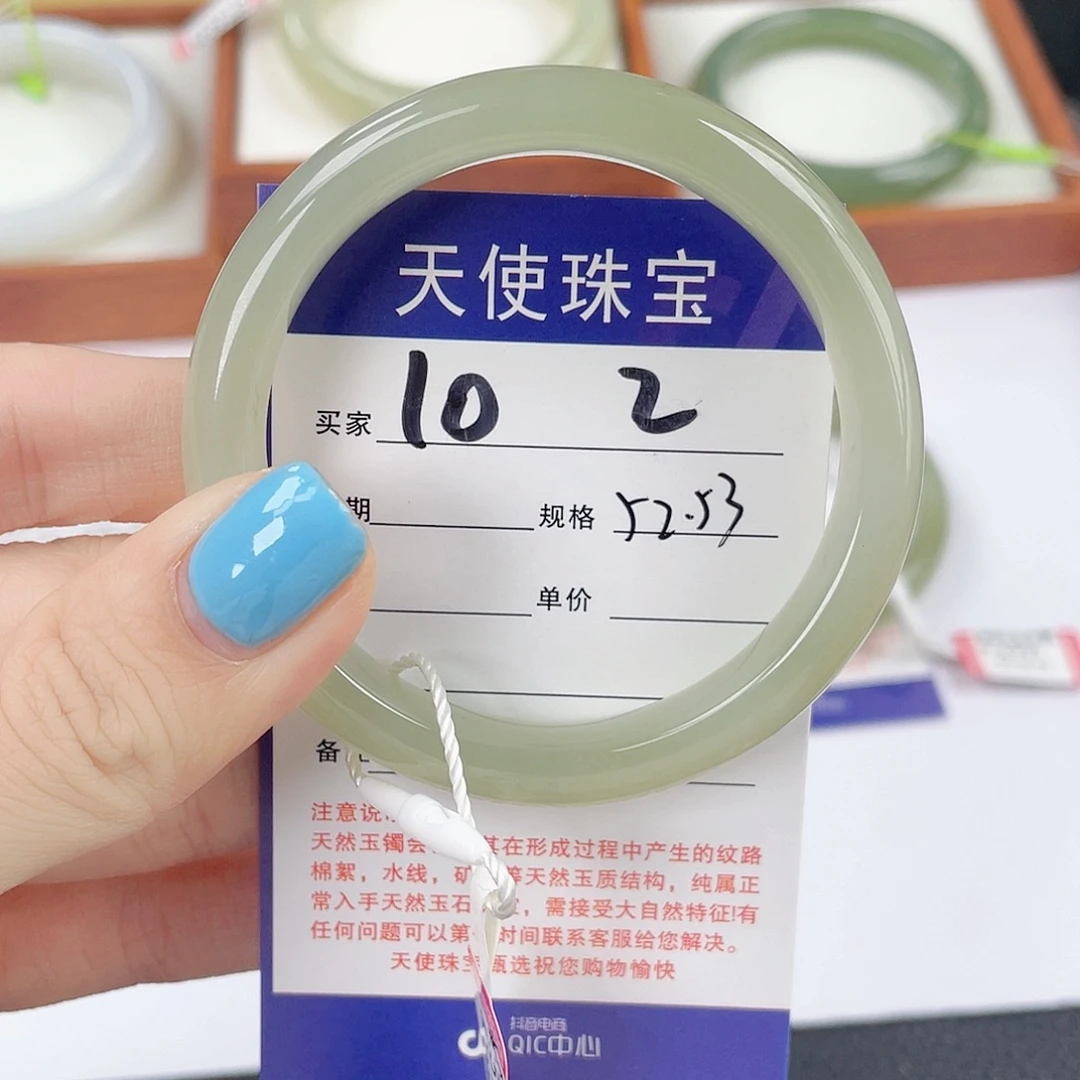 天使珠宝
买家 10 2
期 规格 52.53
单价
备
注意说
天然玉镯会 其在形成过程中产生的纹路
棉絮,水线,矿 等天然玉质结构,纯属正
常入手天然玉石 ,需接受大自然特征!有
任何问题可以第 时间联系客服给您解决。
天使珠宝甄选祝您购物愉快
抖音电商
QIC中心